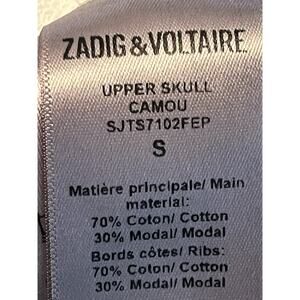 ZADIG & VOLTAIRE
UPPER SKULL
CAMOU
SJTS7102FEP
S
Matière principale/ Main
material:
70% Coton/ Cotton
30% Modal/ Modal
Bords côtes/ Ribs:
70% Coton/ Cotton
30% Modal/ Modal